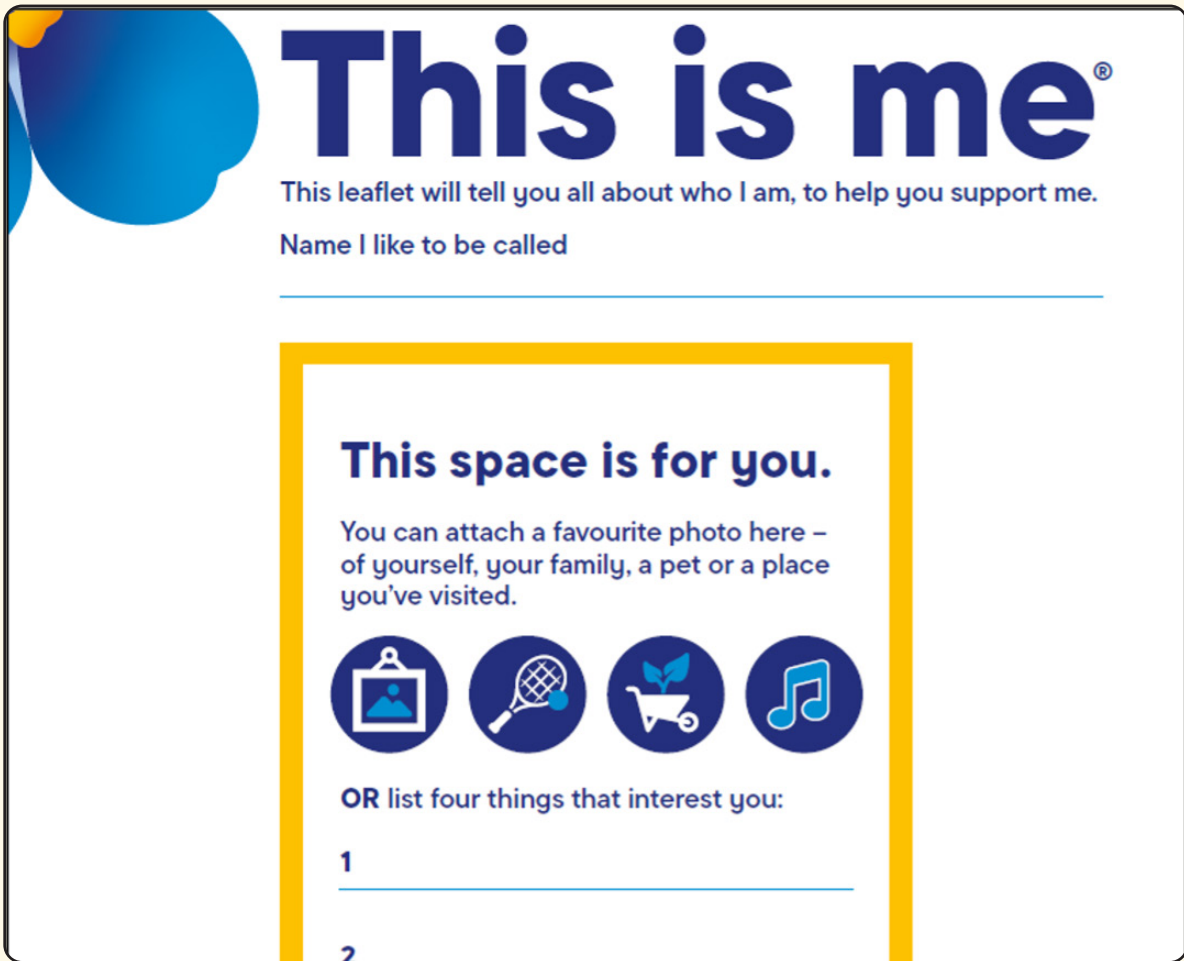 This is me®
This leaflet will tell you all about who I am, to help you support me.
Name I like to be called
This space is for you.
You can attach a favourite photo here –
of yourself, your family, a pet or a place
you've visited.
OR list four things that interest you:
1
2